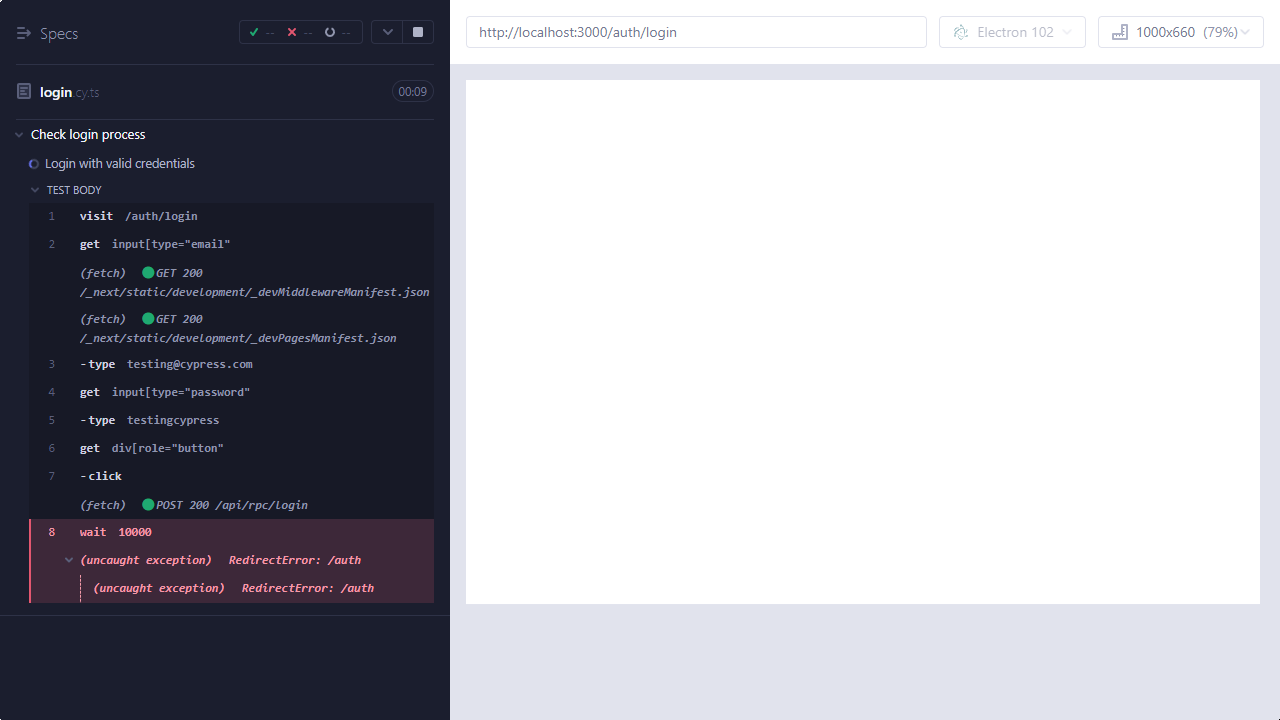 Specs
-- -- --
login.cy.ts
00:09
Check login process
Login with valid credentials
TEST BODY
1 visit /auth/login
2 get input[type="email"
(fetch) GET 200
/_next/static/development/_devMiddlewareManifest.json
(fetch) GET 200
/_next/static/development/_devPagesManifest.json
3 -type testing@cypress.com
4 get input[type="password"
5 -type testingcypress
6 get div[role="button"
7 -click
(fetch) POST 200 /api/rpc/login
8 wait 10000
(uncaught exception) RedirectError: /auth
(uncaught exception) RedirectError: /auth
http://localhost:3000/auth/login
Electron 102
1000x660 (79%)